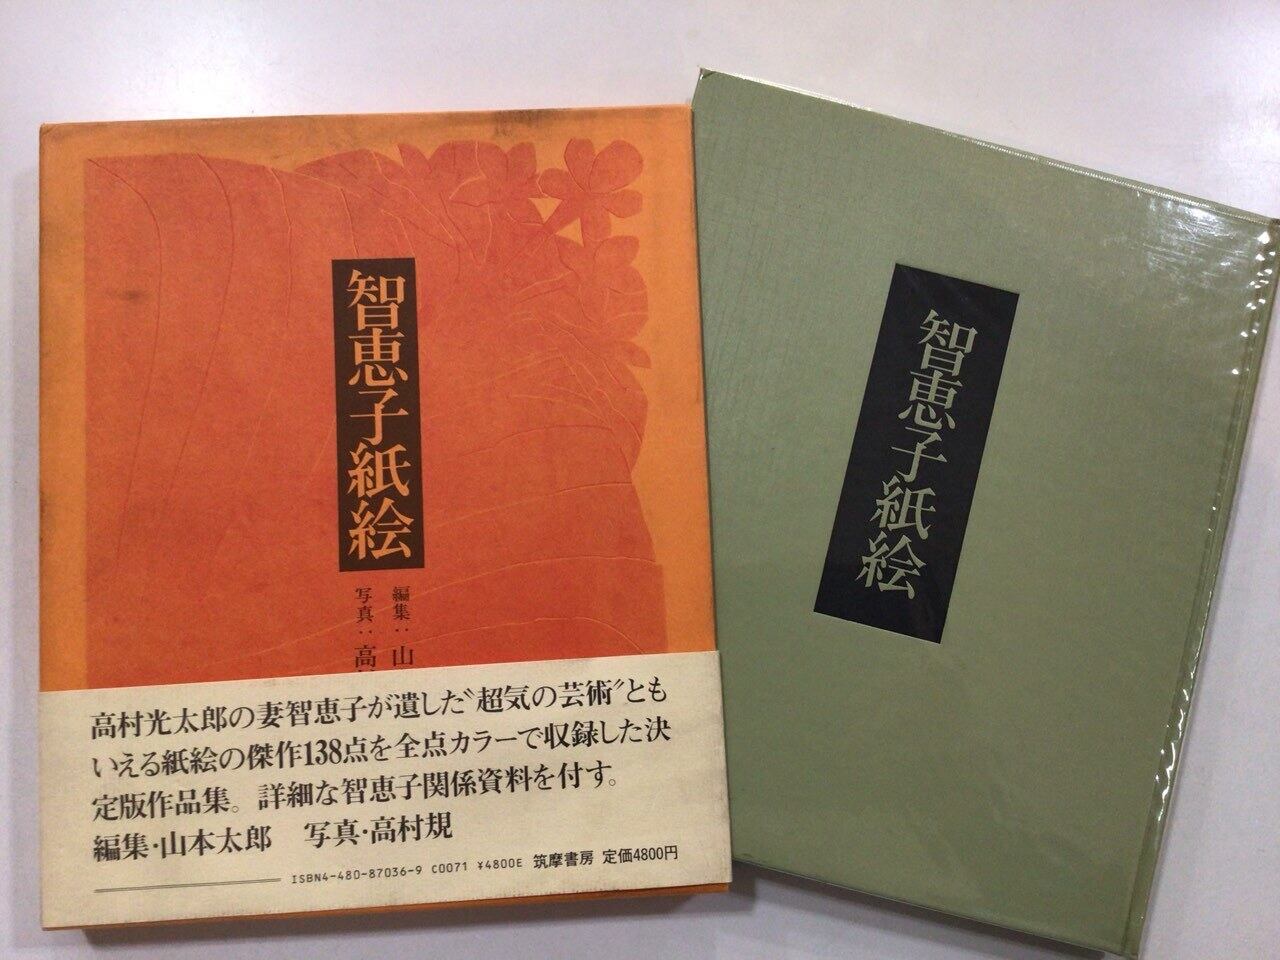 智恵子紙絵
編集：山
写真：高
高村光太郎の妻智恵子が遺した〝超気の芸術〟とも
いえる紙絵の傑作138点を全点カラーで収録した決
定版作品集。詳細な智恵子関係資料を付す。
編集・山本太郎　写真・高村規
ISBN4-480-87036-9 C0071 ¥4800E 筑摩書房 定価4800円
智恵子紙絵